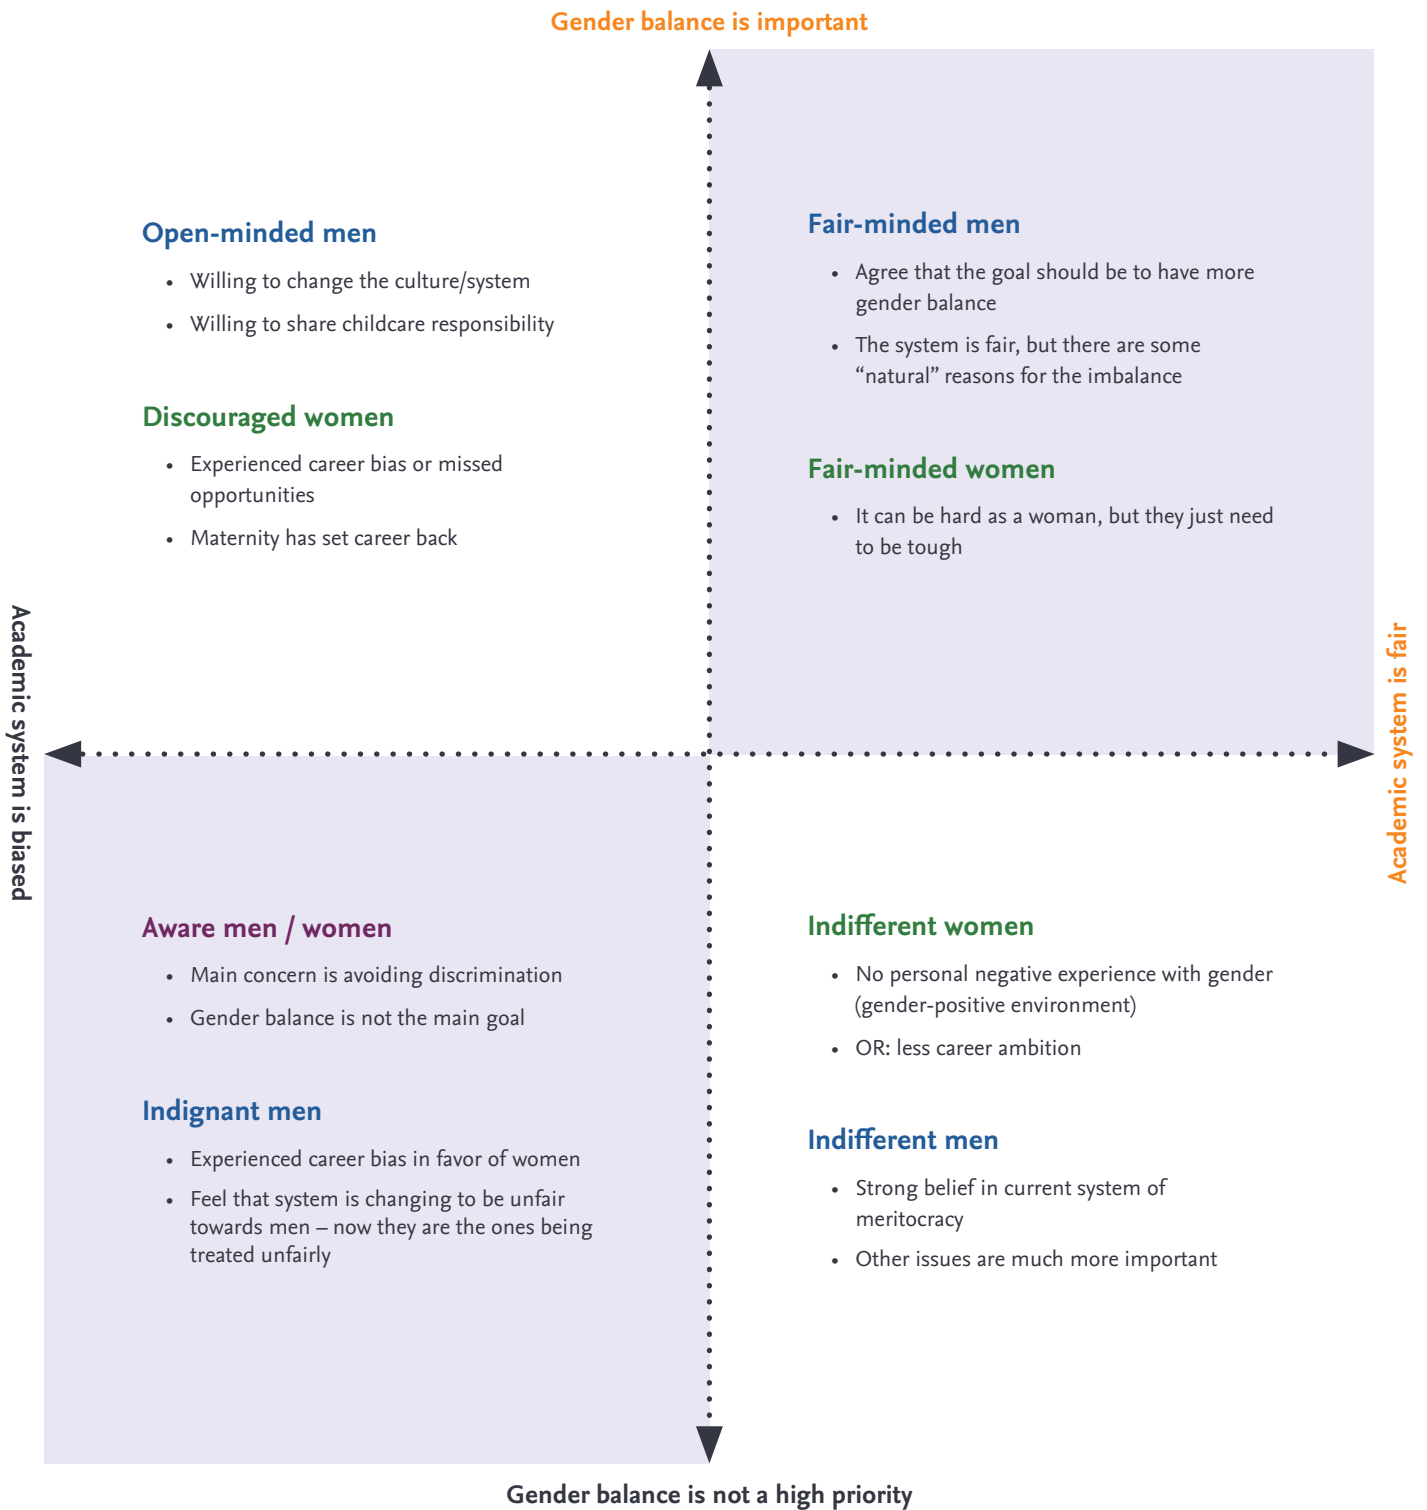 Gender balance is important
Open-minded men
• Willing to change the culture/system
• Willing to share childcare responsibility
Discouraged women
• Experienced career bias or missed
opportunities
• Maternity has set career back
Fair-minded men
• Agree that the goal should be to have more
gender balance
• The system is fair, but there are some
“natural” reasons for the imbalance
Fair-minded women
• It can be hard as a woman, but they just need
to be tough
Academic system is biased
Academic system is fair
Aware men / women
• Main concern is avoiding discrimination
• Gender balance is not the main goal
Indignant men
• Experienced career bias in favor of women
• Feel that system is changing to be unfair
towards men – now they are the ones being
treated unfairly
Indifferent women
• No personal negative experience with gender
(gender-positive environment)
• OR: less career ambition
Indifferent men
• Strong belief in current system of
meritocracy
• Other issues are much more important
Gender balance is not a high priority